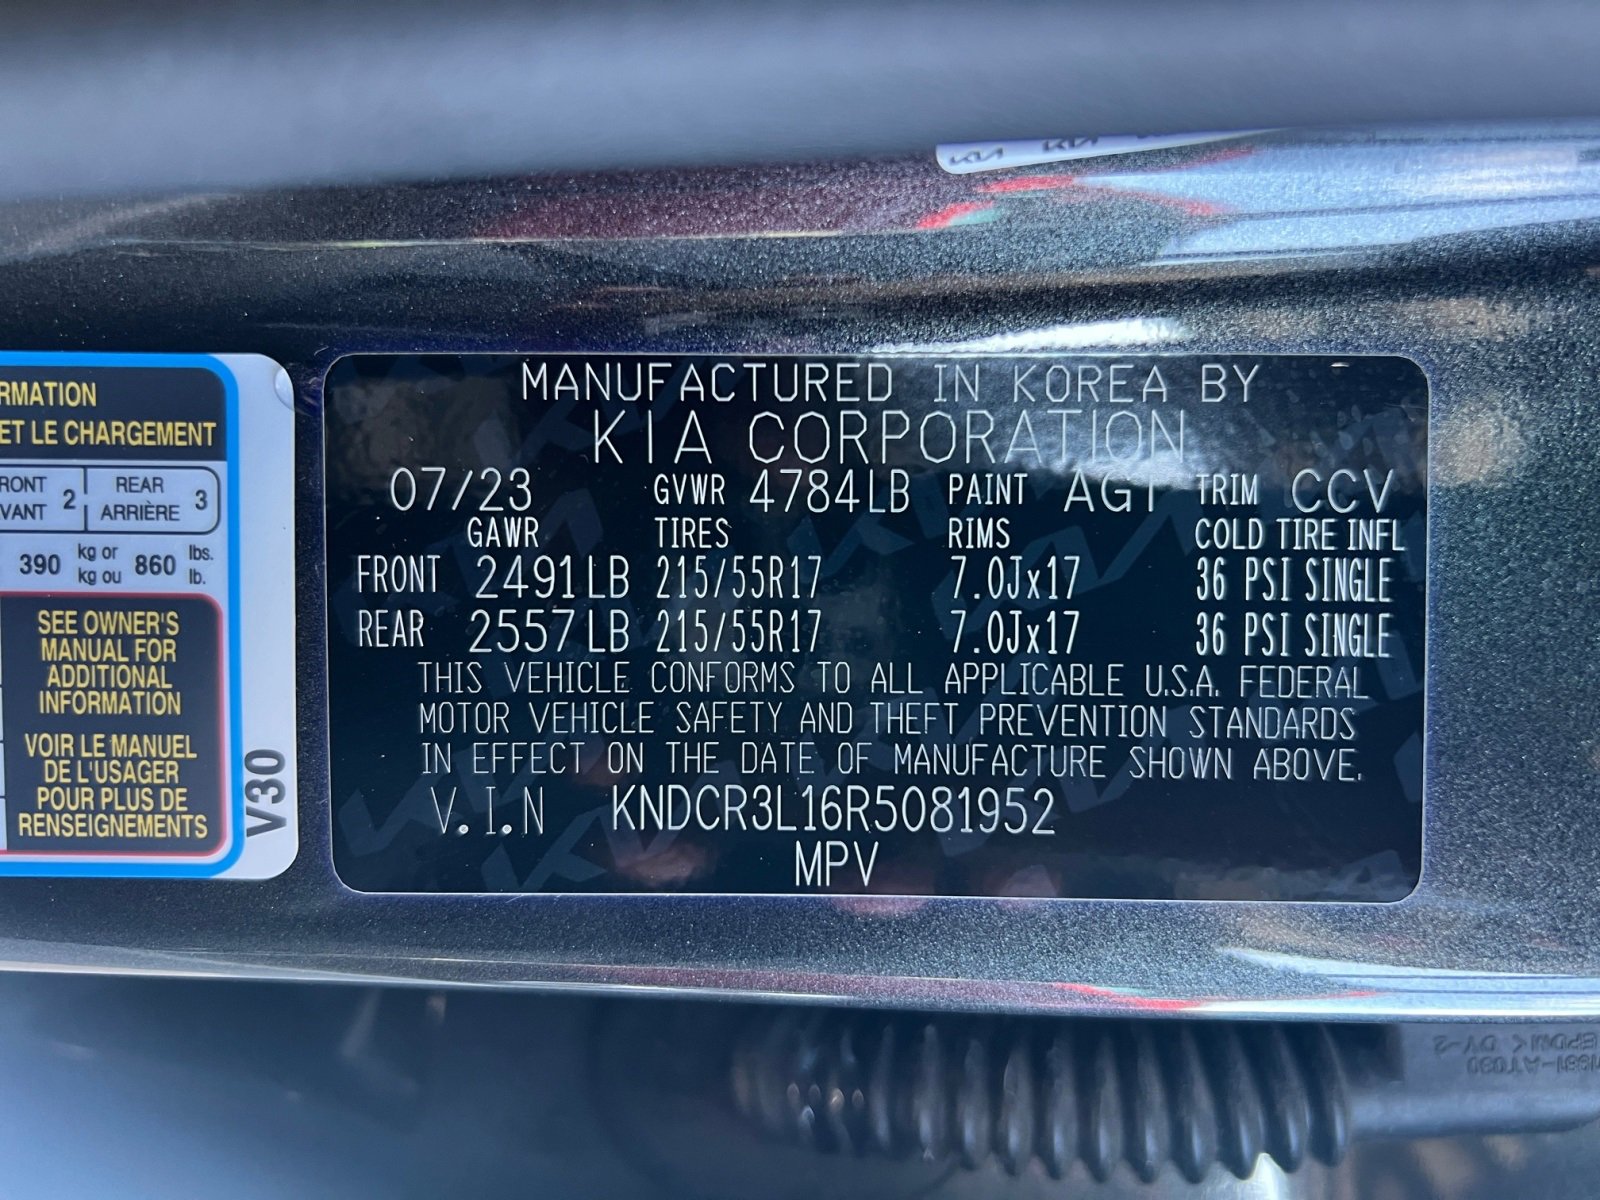 KIA KIA
MANUFACTURED IN KOREA BY
KIA CORPORATION
07/23 GVWR 4784LB PAINT AGT TRIM CCV
GAWR TIRES RIMS COLD TIRE INFL
FRONT 2491LB 215/55R17 7.0Jx17 36 PSI SINGLE
REAR 2557LB 215/55R17 7.0Jx17 36 PSI SINGLE
THIS VEHICLE CONFORMS TO ALL APPLICABLE U.S.A. FEDERAL
MOTOR VEHICLE SAFETY AND THEFT PREVENTION STANDARDS
IN EFFECT ON THE DATE OF MANUFACTURE SHOWN ABOVE.
V.I.N KNDCR3L16R5081952
MPV
RMATION
ET LE CHARGEMENT
RONT
VANT 2
REAR
ARRIÈRE 3
390 kg or
kg ou 860 lbs.
lb.
SEE OWNER'S
MANUAL FOR
ADDITIONAL
INFORMATION
VOIR LE MANUEL
DE L'USAGER
POUR PLUS DE
RENSEIGNEMENTS
V30